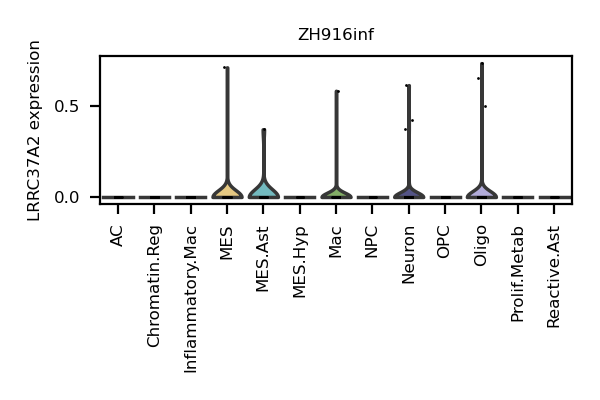 ZH916inf
LRRC37A2 expression
0.5
0.0
AC
Chromatin.Reg
Inflammatory.Mac
MES
MES.Ast
MES.Hyp
Mac
NPC
Neuron
OPC
Oligo
Prolif.Metab
Reactive.Ast